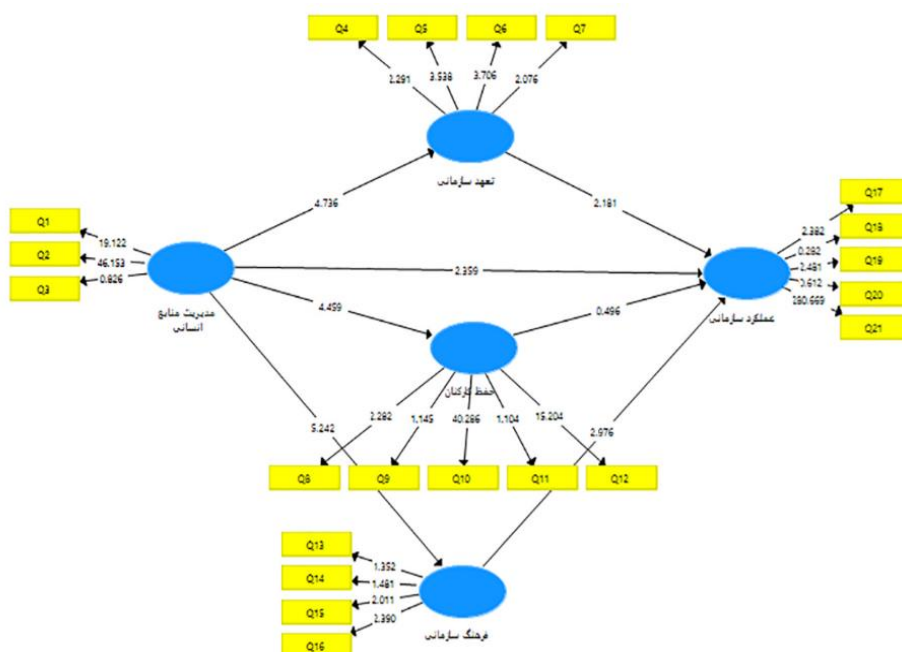 Q4 Q5 Q6 Q7
2.291 3.538 3.706 2.076
تعهد سازمانی
4.736 2.181
Q1
Q2
Q3
19.122
46.153
0.826
مدیریت منابع
انسانی
2.359
4.459 0.496
عملکرد سازمانی
Q17
Q18
Q19
Q20
Q21
2.382
0.282
2.481
0.612
حفظ کارکنان
5.242 2.976
2.282 1.145 40.286 1.104 15.204
Q8 Q9 Q10 Q11 Q12
Q13
Q14
Q15
Q16
1.352
1.481
2.011
2.390
فرهنگ سازمانی